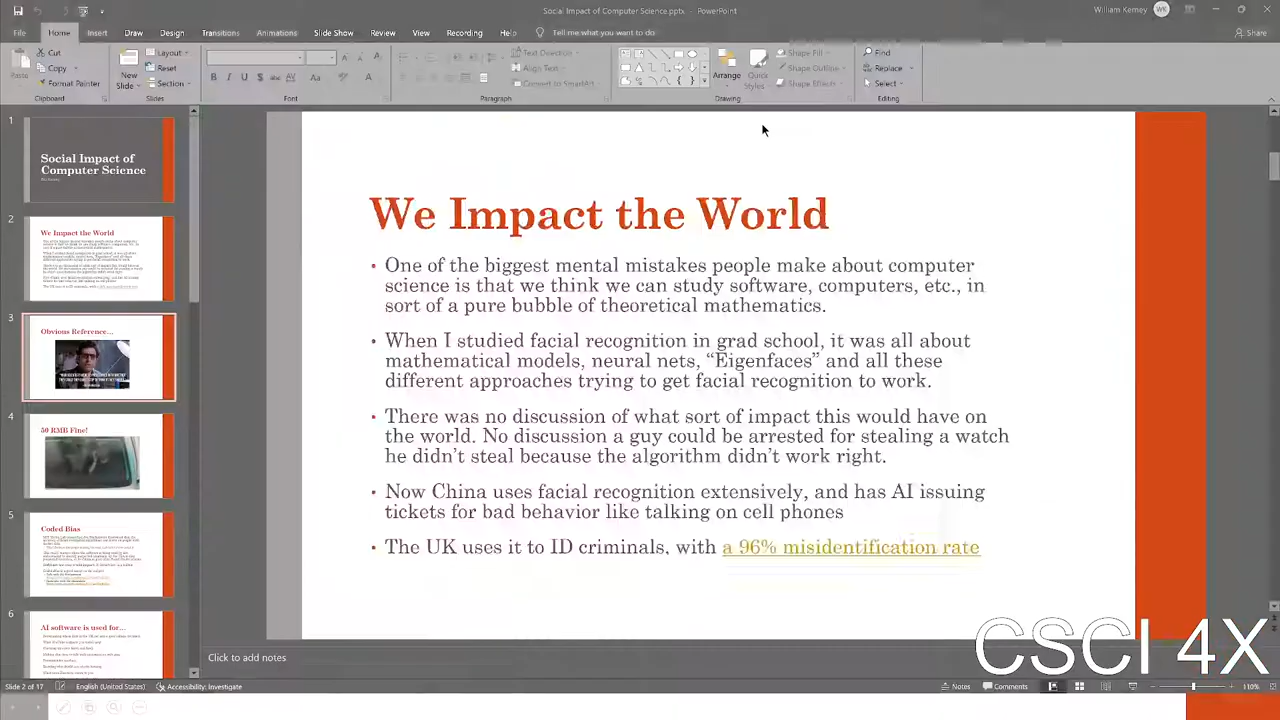 Social Impact of Computer Science.pptx - PowerPoint
William Kerney WK
File Home Insert Draw Design Transitions Animations Slide Show Review View Recording Help Tell me what you want to do Share
Paste
Cut
Copy
Format Painter
Clipboard
New Slide
Layout
Reset
Section
Slides
Font
Text Direction
Align Text
Convert to SmartArt
Paragraph
Arrange
Quick Styles
Shape Fill
Shape Outline
Shape Effects
Drawing
Find
Replace
Select
Editing
1
Social Impact of
Computer Science
2
We Impact the World
3
Obvious Reference...
4
50 RMB Fine!
5
Coded Bias
6
AI software is used for...
We Impact the World
• One of the biggest mental mistakes people make about computer
science is that we think we can study software, computers, etc., in
sort of a pure bubble of theoretical mathematics.
• When I studied facial recognition in grad school, it was all about
mathematical models, neural nets, “Eigenfaces” and all these
different approaches trying to get facial recognition to work.
• There was no discussion of what sort of impact this would have on
the world. No discussion a guy could be arrested for stealing a watch
he didn’t steal because the algorithm didn’t work right.
• Now China uses facial recognition extensively, and has AI issuing
tickets for bad behavior like talking on cell phones
• The UK uses it to ID criminals, with a 96% misidentification rate
Click to add notes
CSCI 4X
Slide 2 of 17 English (United States) Accessibility: Investigate Notes Comments 110%